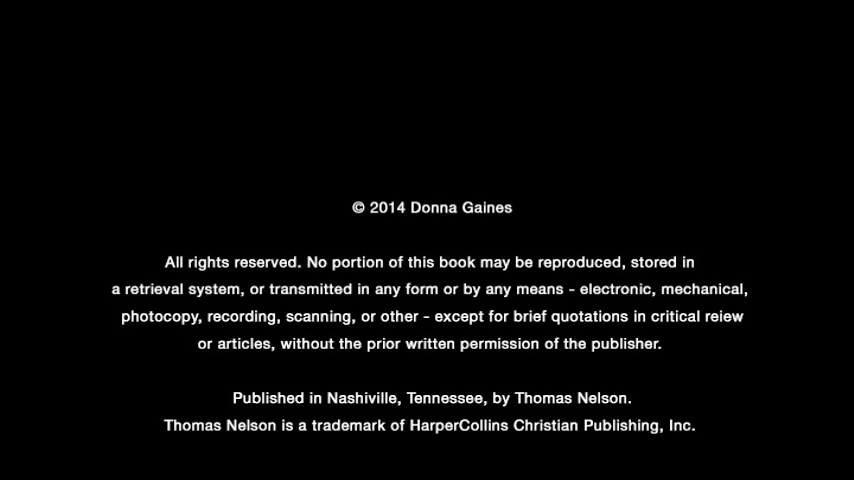 © 2014 Donna Gaines
All rights reserved. No portion of this book may be reproduced, stored in
a retrieval system, or transmitted in any form or by any means - electronic, mechanical,
photocopy, recording, scanning, or other - except for brief quotations in critical reiew
or articles, without the prior written permission of the publisher.
Published in Nashiville, Tennessee, by Thomas Nelson.
Thomas Nelson is a trademark of HarperCollins Christian Publishing, Inc.